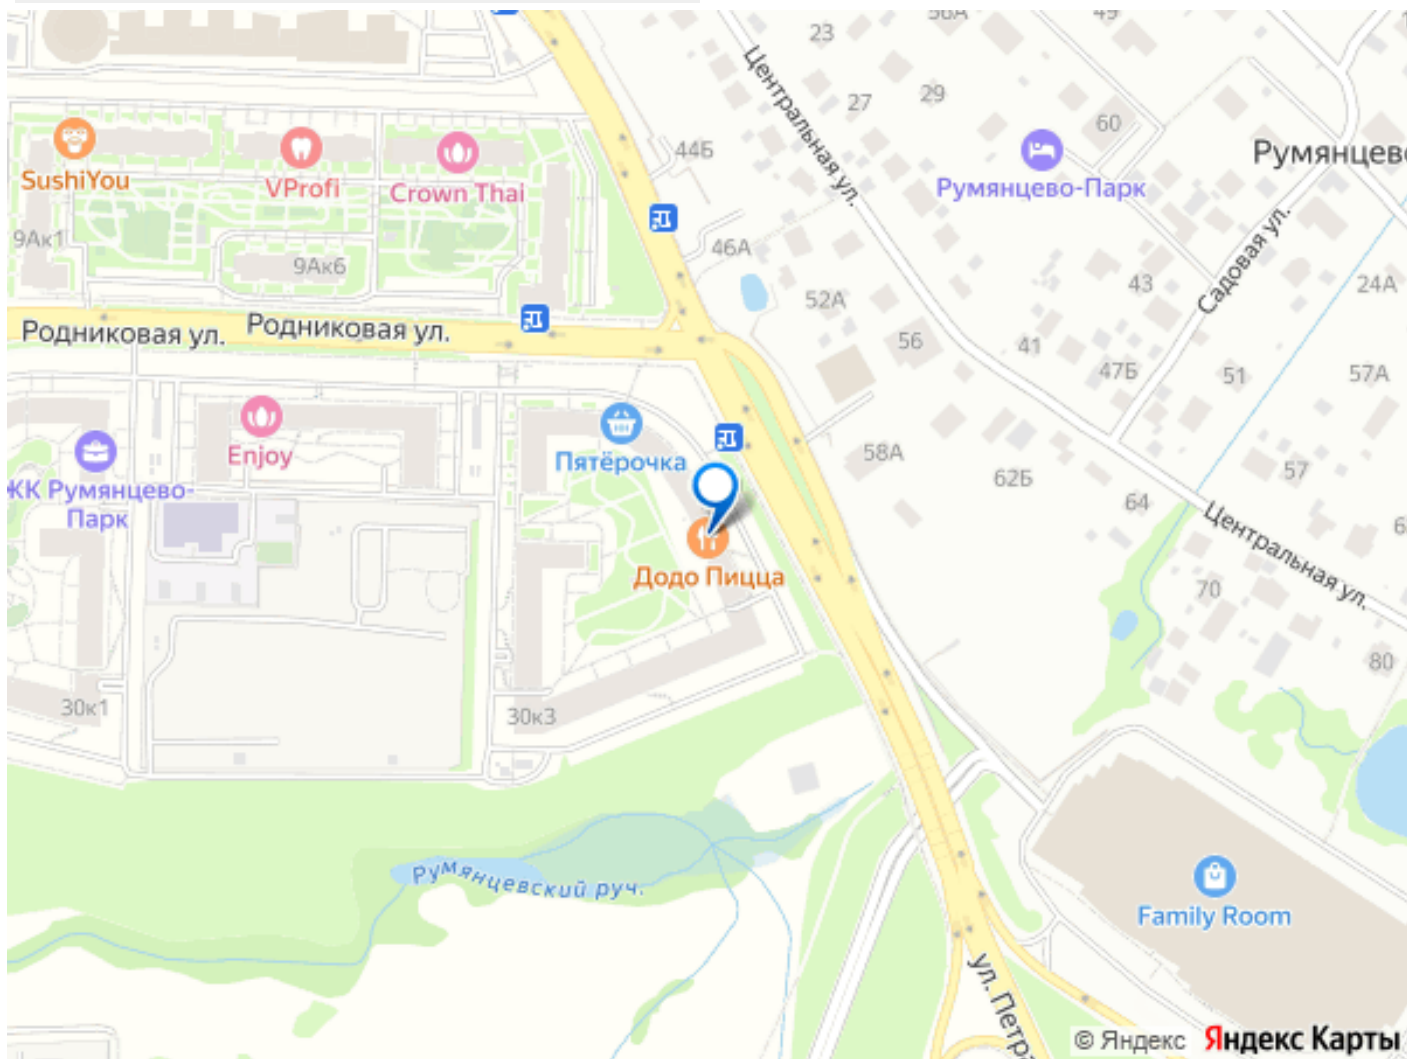 49
23
Центральная ул.
29
27
60
44Б
Румянцево-Парк
SushiYou
VProfi
Crown Thai
9Ак1
46А
9Ак6
Садовая ул.
43
24А
52А
Родниковая ул.
Родниковая ул.
56
41
47Б
51
57А
Enjoy
Пятёрочка
58А
62Б
57
ЖК Румянцево-
Парк
64
Центральная ул.
Додо Пицца
70
80
30к1
30к3
Румянцевский руч.
Family Room
© Яндекс
Яндекс Карты